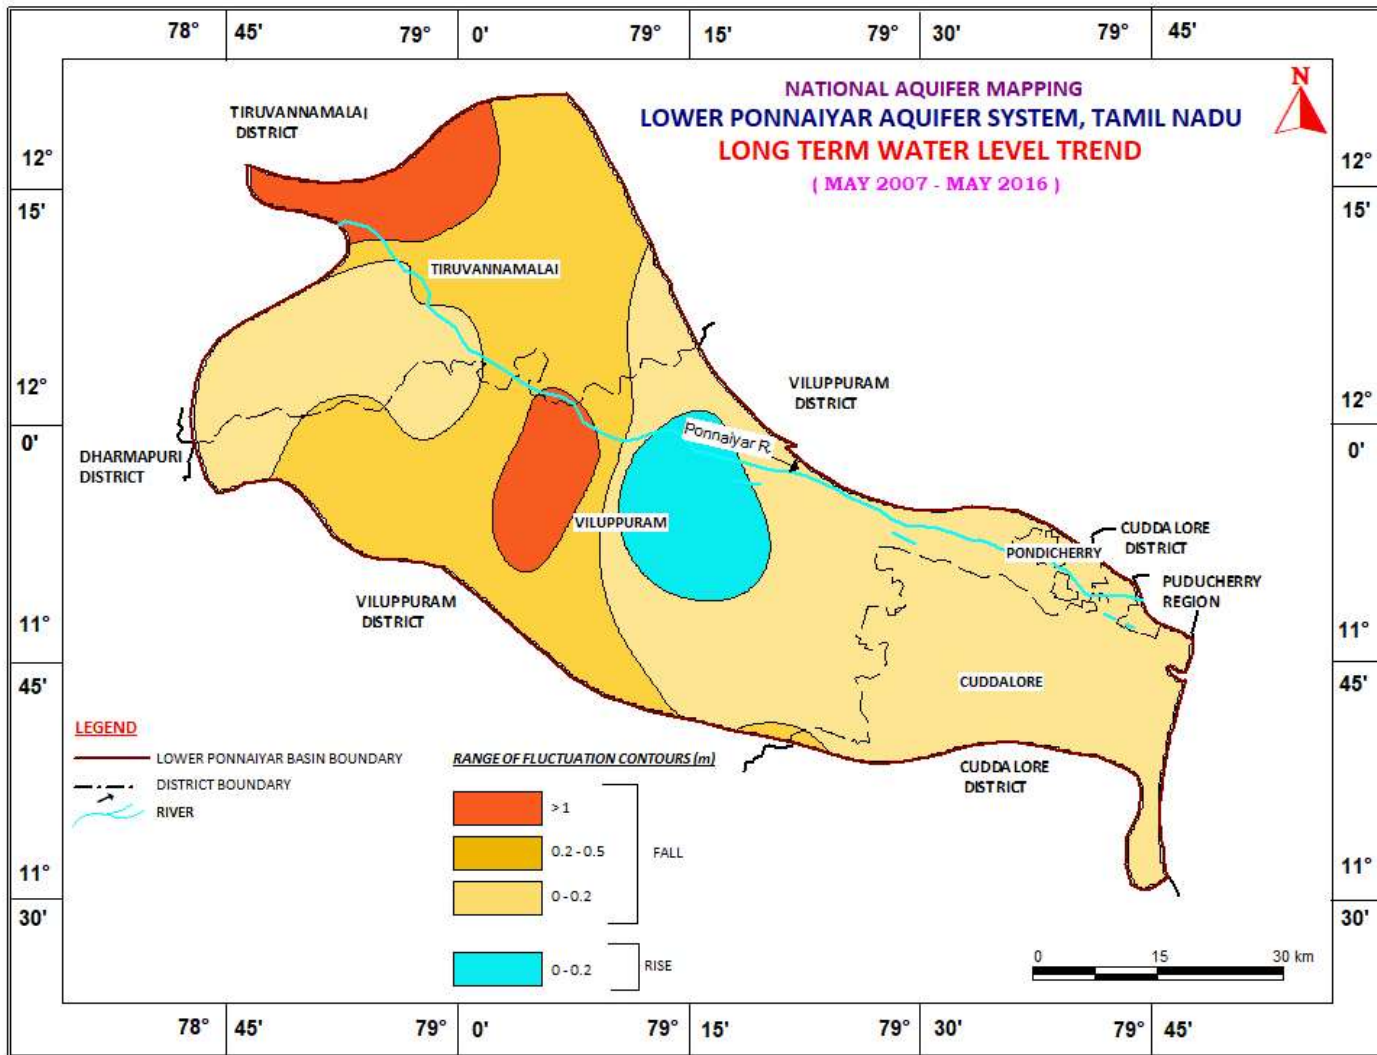 78° 45' 79° 0' 79° 15' 79° 30' 79° 45'
NATIONAL AQUIFER MAPPING
LOWER PONNAIYAR AQUIFER SYSTEM, TAMIL NADU
LONG TERM WATER LEVEL TREND
( MAY 2007 - MAY 2016 )
N
TIRUVANNAMALAI
DISTRICT
12°
15'
12°
15'
TIRUVANNAMALAI
12°
0'
12°
0'
VILUPPURAM
DISTRICT
Ponnaiyar R.
DHARMAPURI
DISTRICT
VILUPPURAM
CUDDALORE
DISTRICT
PONDICHERRY
PUDUCHERRY
REGION
VILUPPURAM
DISTRICT
11°
45'
11°
45'
CUDDALORE
CUDDALORE
DISTRICT
LEGEND
LOWER PONNAIYAR BASIN BOUNDARY
DISTRICT BOUNDARY
RIVER
RANGE OF FLUCTUATION CONTOURS (m)
> 1
0.2 - 0.5
0 - 0.2
FALL
0 - 0.2
RISE
11°
30'
11°
30'
0 15 30 km
78° 45' 79° 0' 79° 15' 79° 30' 79° 45'